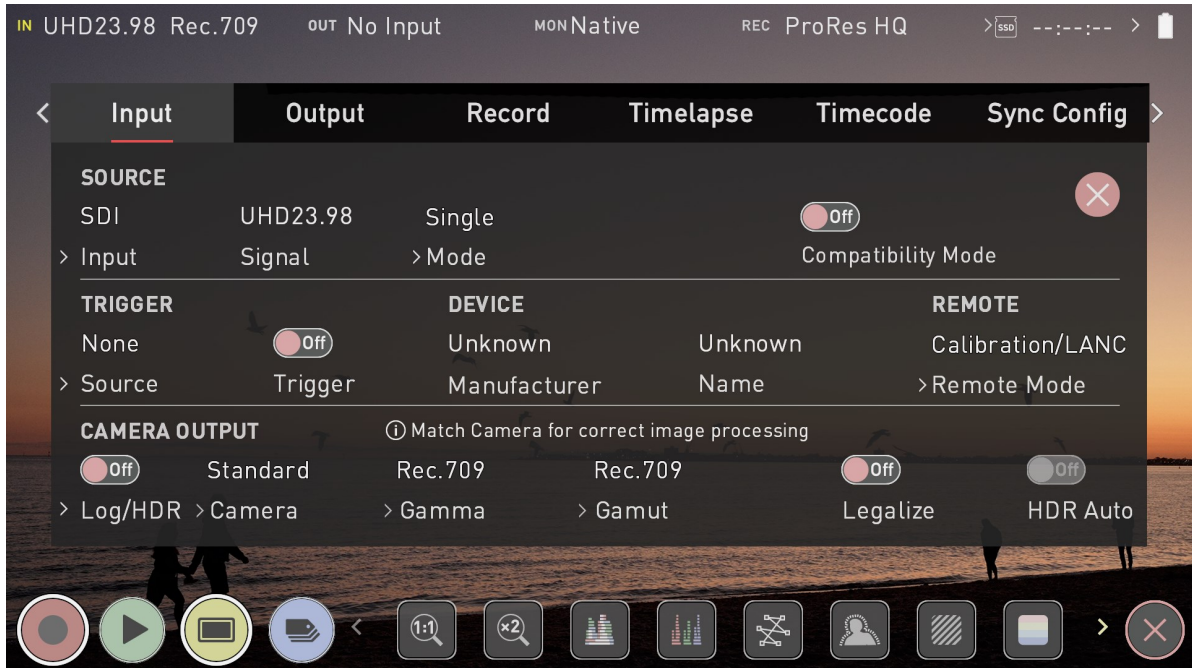 IN UHD23.98 Rec.709 OUT No Input MON Native REC ProRes HQ > SSD --:--:-- >
< Input Output Record Timelapse Timecode Sync Config >
SOURCE
SDI UHD23.98 Single Off
> Input Signal > Mode Compatibility Mode
TRIGGER DEVICE REMOTE
None Off Unknown Unknown Calibration/LANC
> Source Trigger Manufacturer Name > Remote Mode
CAMERA OUTPUT Match Camera for correct image processing
Off Standard Rec.709 Rec.709 Off Off
> Log/HDR > Camera > Gamma > Gamut Legalize HDR Auto
< 1:1 ×2 >